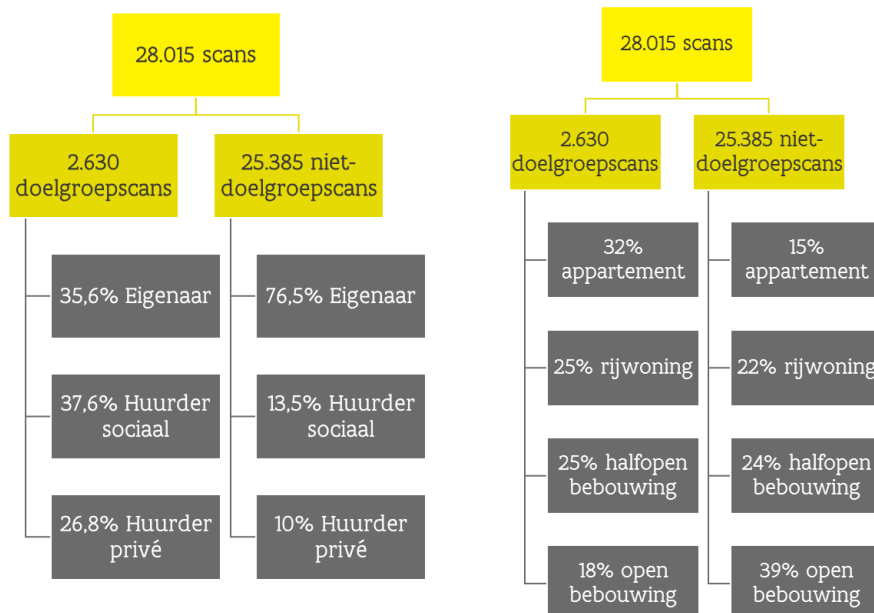 28.015 scans
2.630
doelgroepscans
25.385 niet-
doelgroepscans
35,6% Eigenaar
76,5% Eigenaar
37,6% Huurder
sociaal
13,5% Huurder
sociaal
26,8% Huurder
privé
10% Huurder
privé
28.015 scans
2.630
doelgroepscans
25.385 niet-
doelgroepscans
32%
appartement
15%
appartement
25% rijwoning
22% rijwoning
25% halfopen
bebouwing
24% halfopen
bebouwing
18% open
bebouwing
39% open
bebouwing